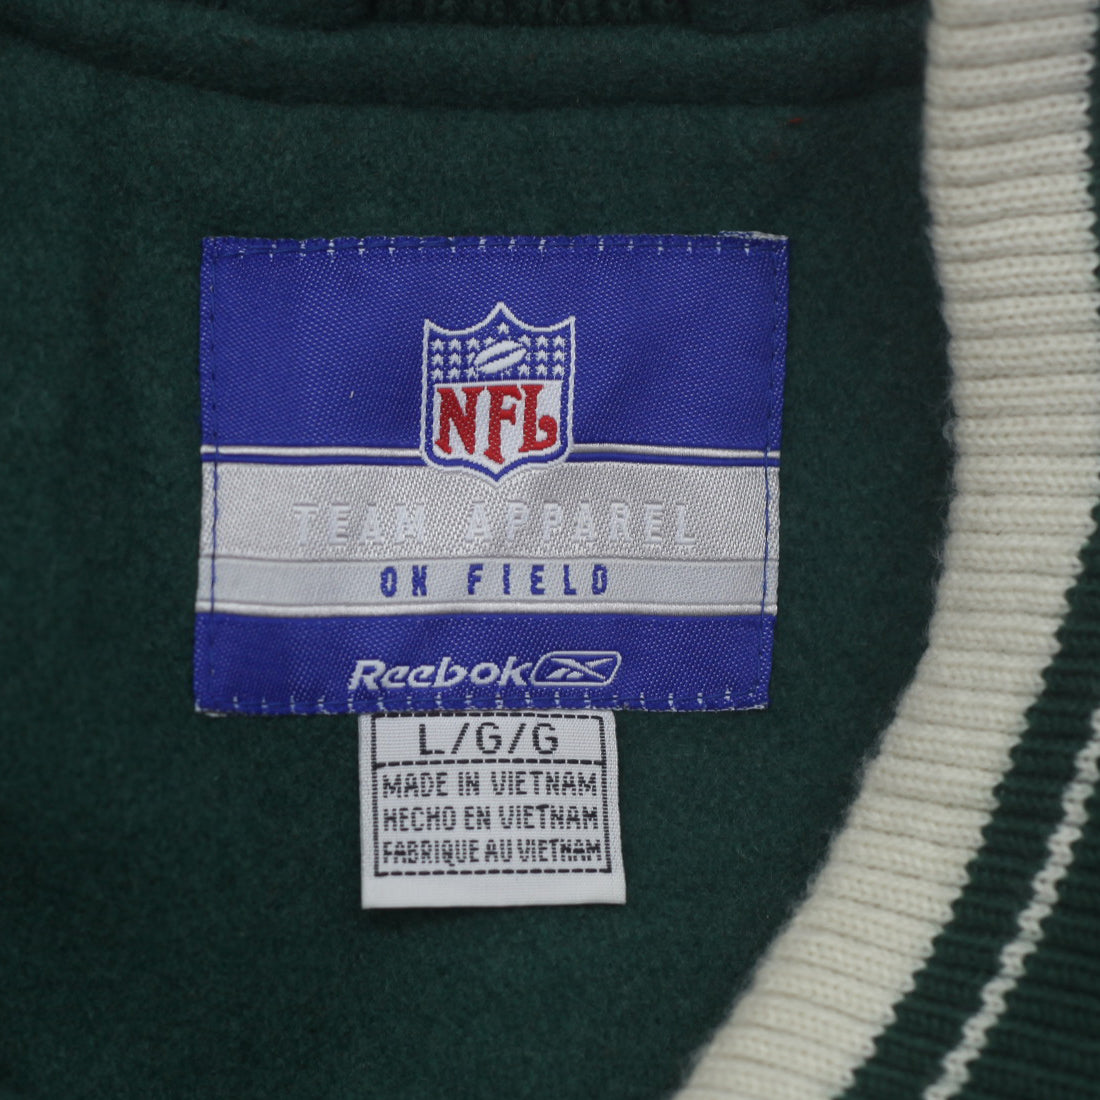 NFL
TEAM APPAREL
ON FIELD
Reebok
L/G/G
MADE IN VIETNAM
HECHO EN VIETNAM
FABRIQUE AU VIETNAM